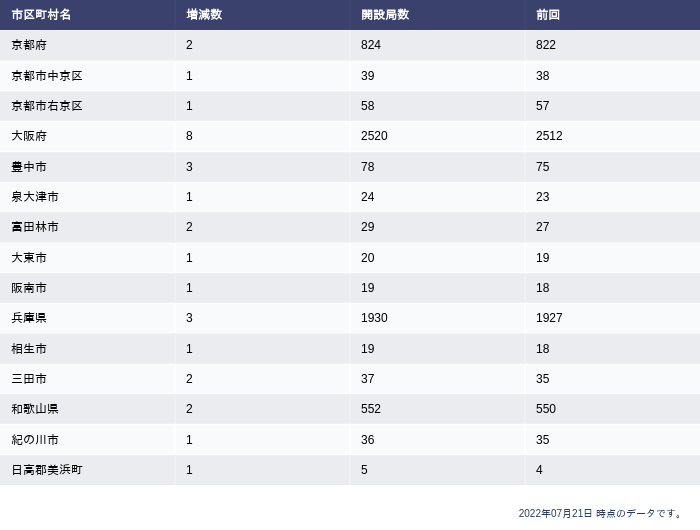 市区町村名 増減数 開設局数 前回
京都府 2 824 822
京都市中京区 1 39 38
京都市右京区 1 58 57
大阪府 8 2520 2512
豊中市 3 78 75
泉大津市 1 24 23
富田林市 2 29 27
大東市 1 20 19
阪南市 1 19 18
兵庫県 3 1930 1927
相生市 1 19 18
三田市 2 37 35
和歌山県 2 552 550
紀の川市 1 36 35
日高郡美浜町 1 5 4
2022年07月21日 時点のデータです。